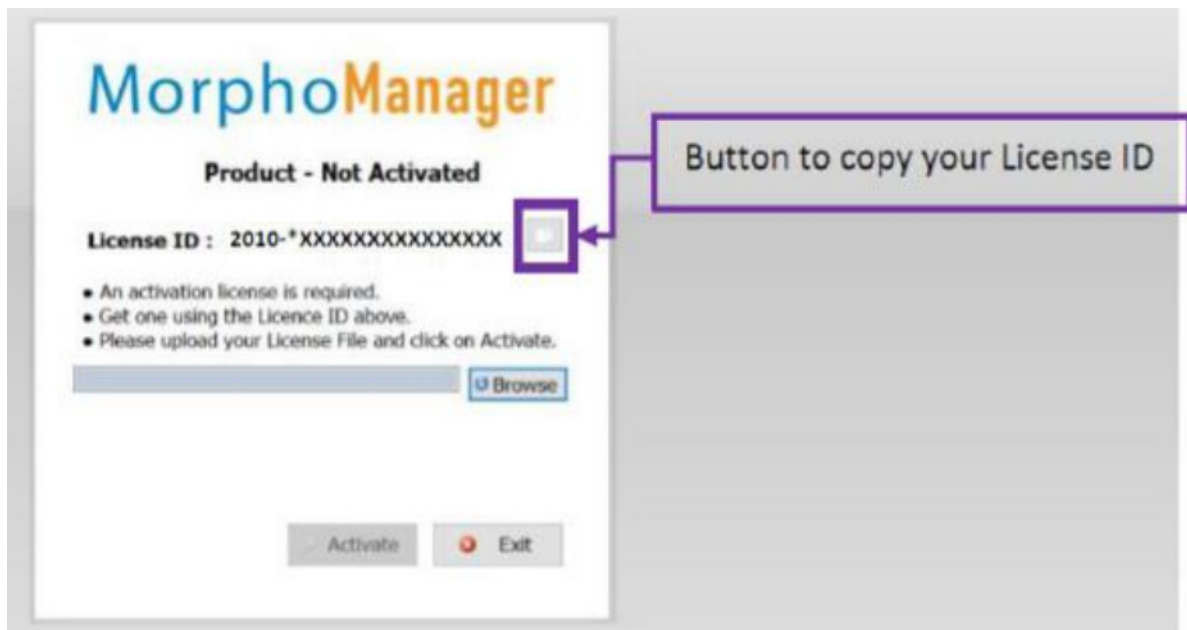 MorphoManager
Product - Not Activated
Button to copy your License ID
License ID : 2010-*XXXXXXXXXXXXXXX
• An activation license is required.
• Get one using the Licence ID above.
• Please upload your License File and click on Activate.
Browse
Activate
Exit